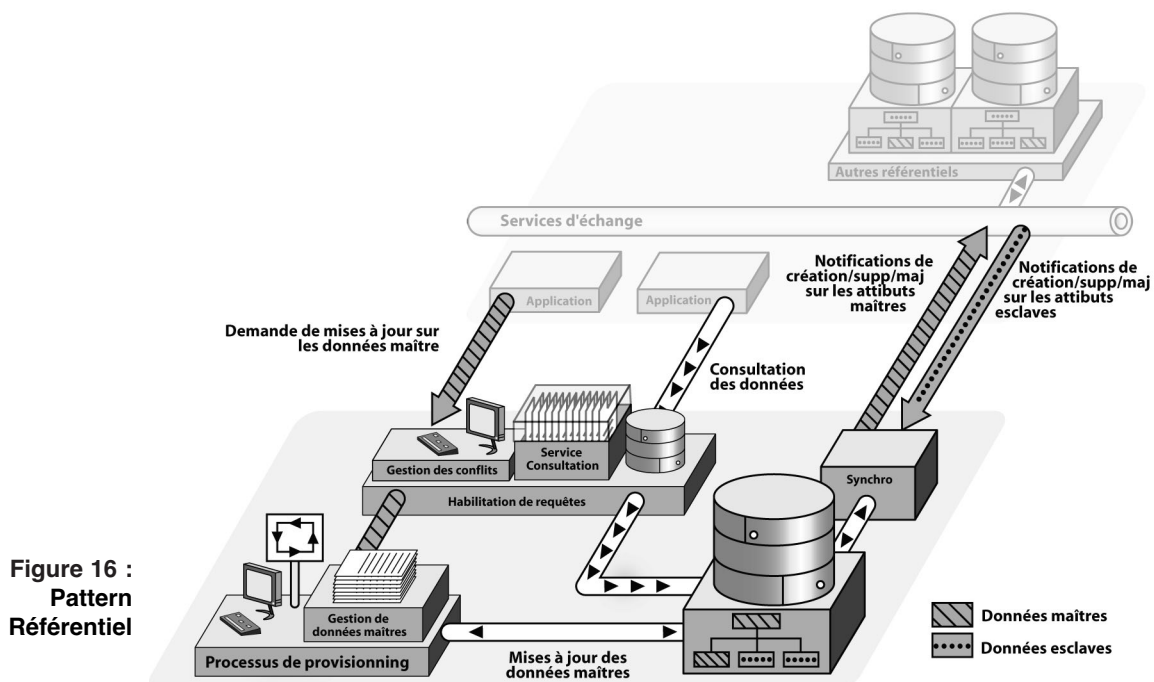 Autres référentiels
Services d'échange
Application
Application
Notifications de
création/supp/maj
sur les attibuts
maîtres
Notifications de
création/supp/maj
sur les attibuts
esclaves
Demande de mises à jour sur
les données maître
Consultation
des données
Gestion des conflits
Service
Consultation
Habilitation de requêtes
Synchro
Figure 16 :
Pattern
Référentiel
Gestion de
données maîtres
Processus de provisionning
Mises à jour des
données maîtres
Données maîtres
Données esclaves